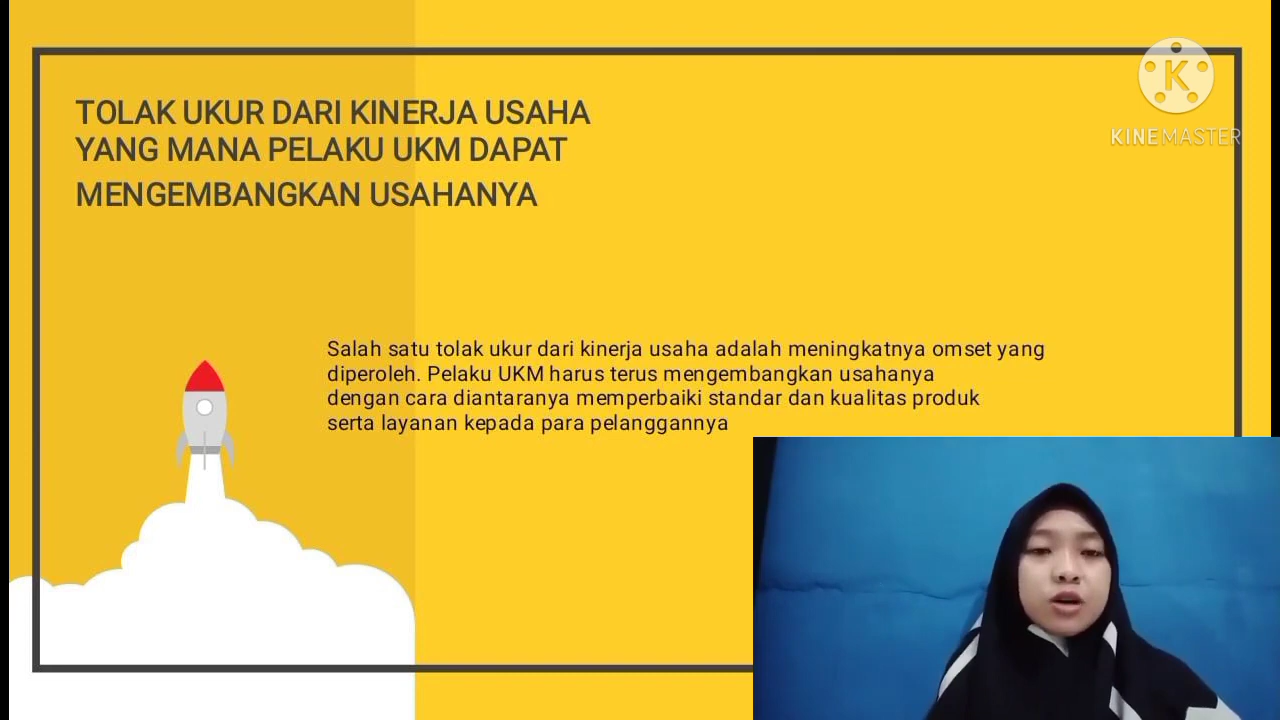 TOLAK UKUR DARI KINERJA USAHA
YANG MANA PELAKU UKM DAPAT
MENGEMBANGKAN USAHANYA
K
KINEMASTER
Salah satu tolak ukur dari kinerja usaha adalah meningkatnya omset yang
diperoleh. Pelaku UKM harus terus mengembangkan usahanya
dengan cara diantaranya memperbaiki standar dan kualitas produk
serta layanan kepada para pelanggannya